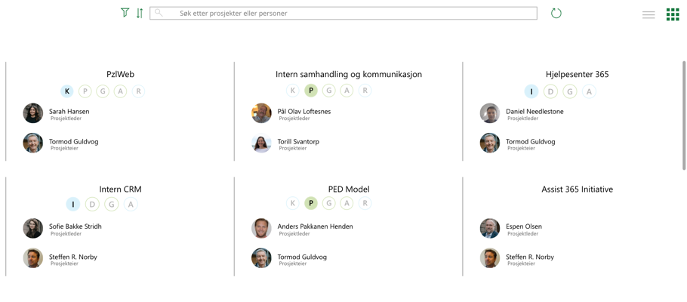 Søk etter prosjekter eller personer
PzlWeb
K P G A R
Sarah Hansen
Prosjektleder
Tormod Guldvog
Prosjekteier
Intern samhandling og kommunikasjon
K P G A R
Pål Olav Loftesnes
Prosjektleder
Torill Svantorp
Prosjekteier
Hjelpesenter 365
I D G A
Daniel Needlestone
Prosjektleder
Tormod Guldvog
Prosjekteier
Intern CRM
I D G A
Sofie Bakke Stridh
Prosjektleder
Steffen R. Norby
Prosjekteier
PED Model
K P G A R
Anders Pakkanen Henden
Prosjektleder
Tormod Guldvog
Prosjekteier
Assist 365 Initiative
Espen Olsen
Prosjektleder
Steffen R. Norby
Prosjekteier